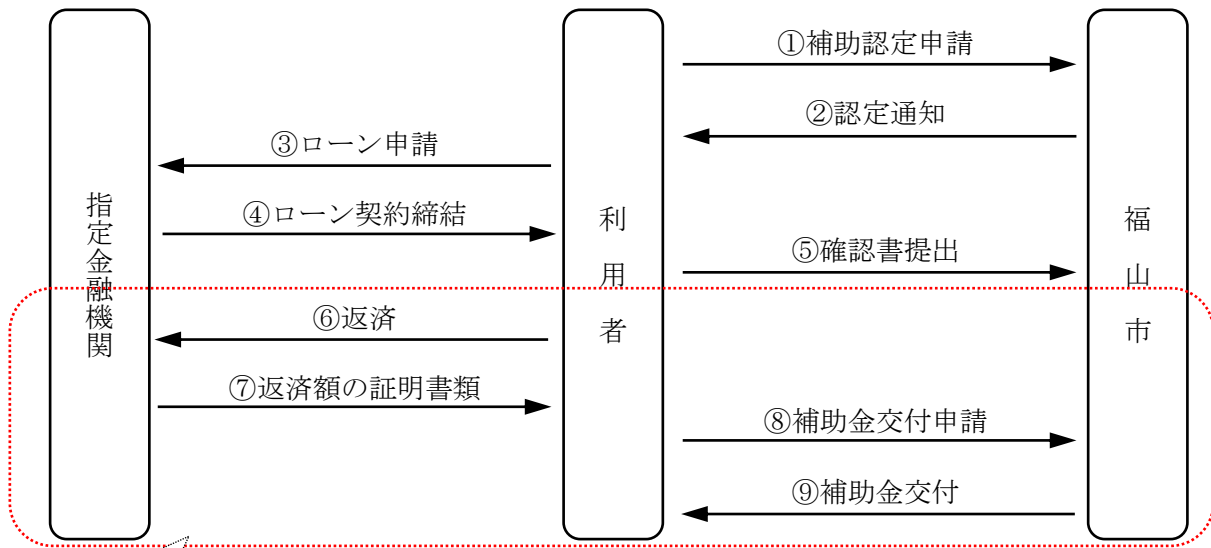 ①補助認定申請
②認定通知
③ローン申請
④ローン契約締結
指定金融機関
利用者
福山市
⑤確認書提出
⑥返済
⑦返済額の証明書類
⑧補助金交付申請
⑨補助金交付